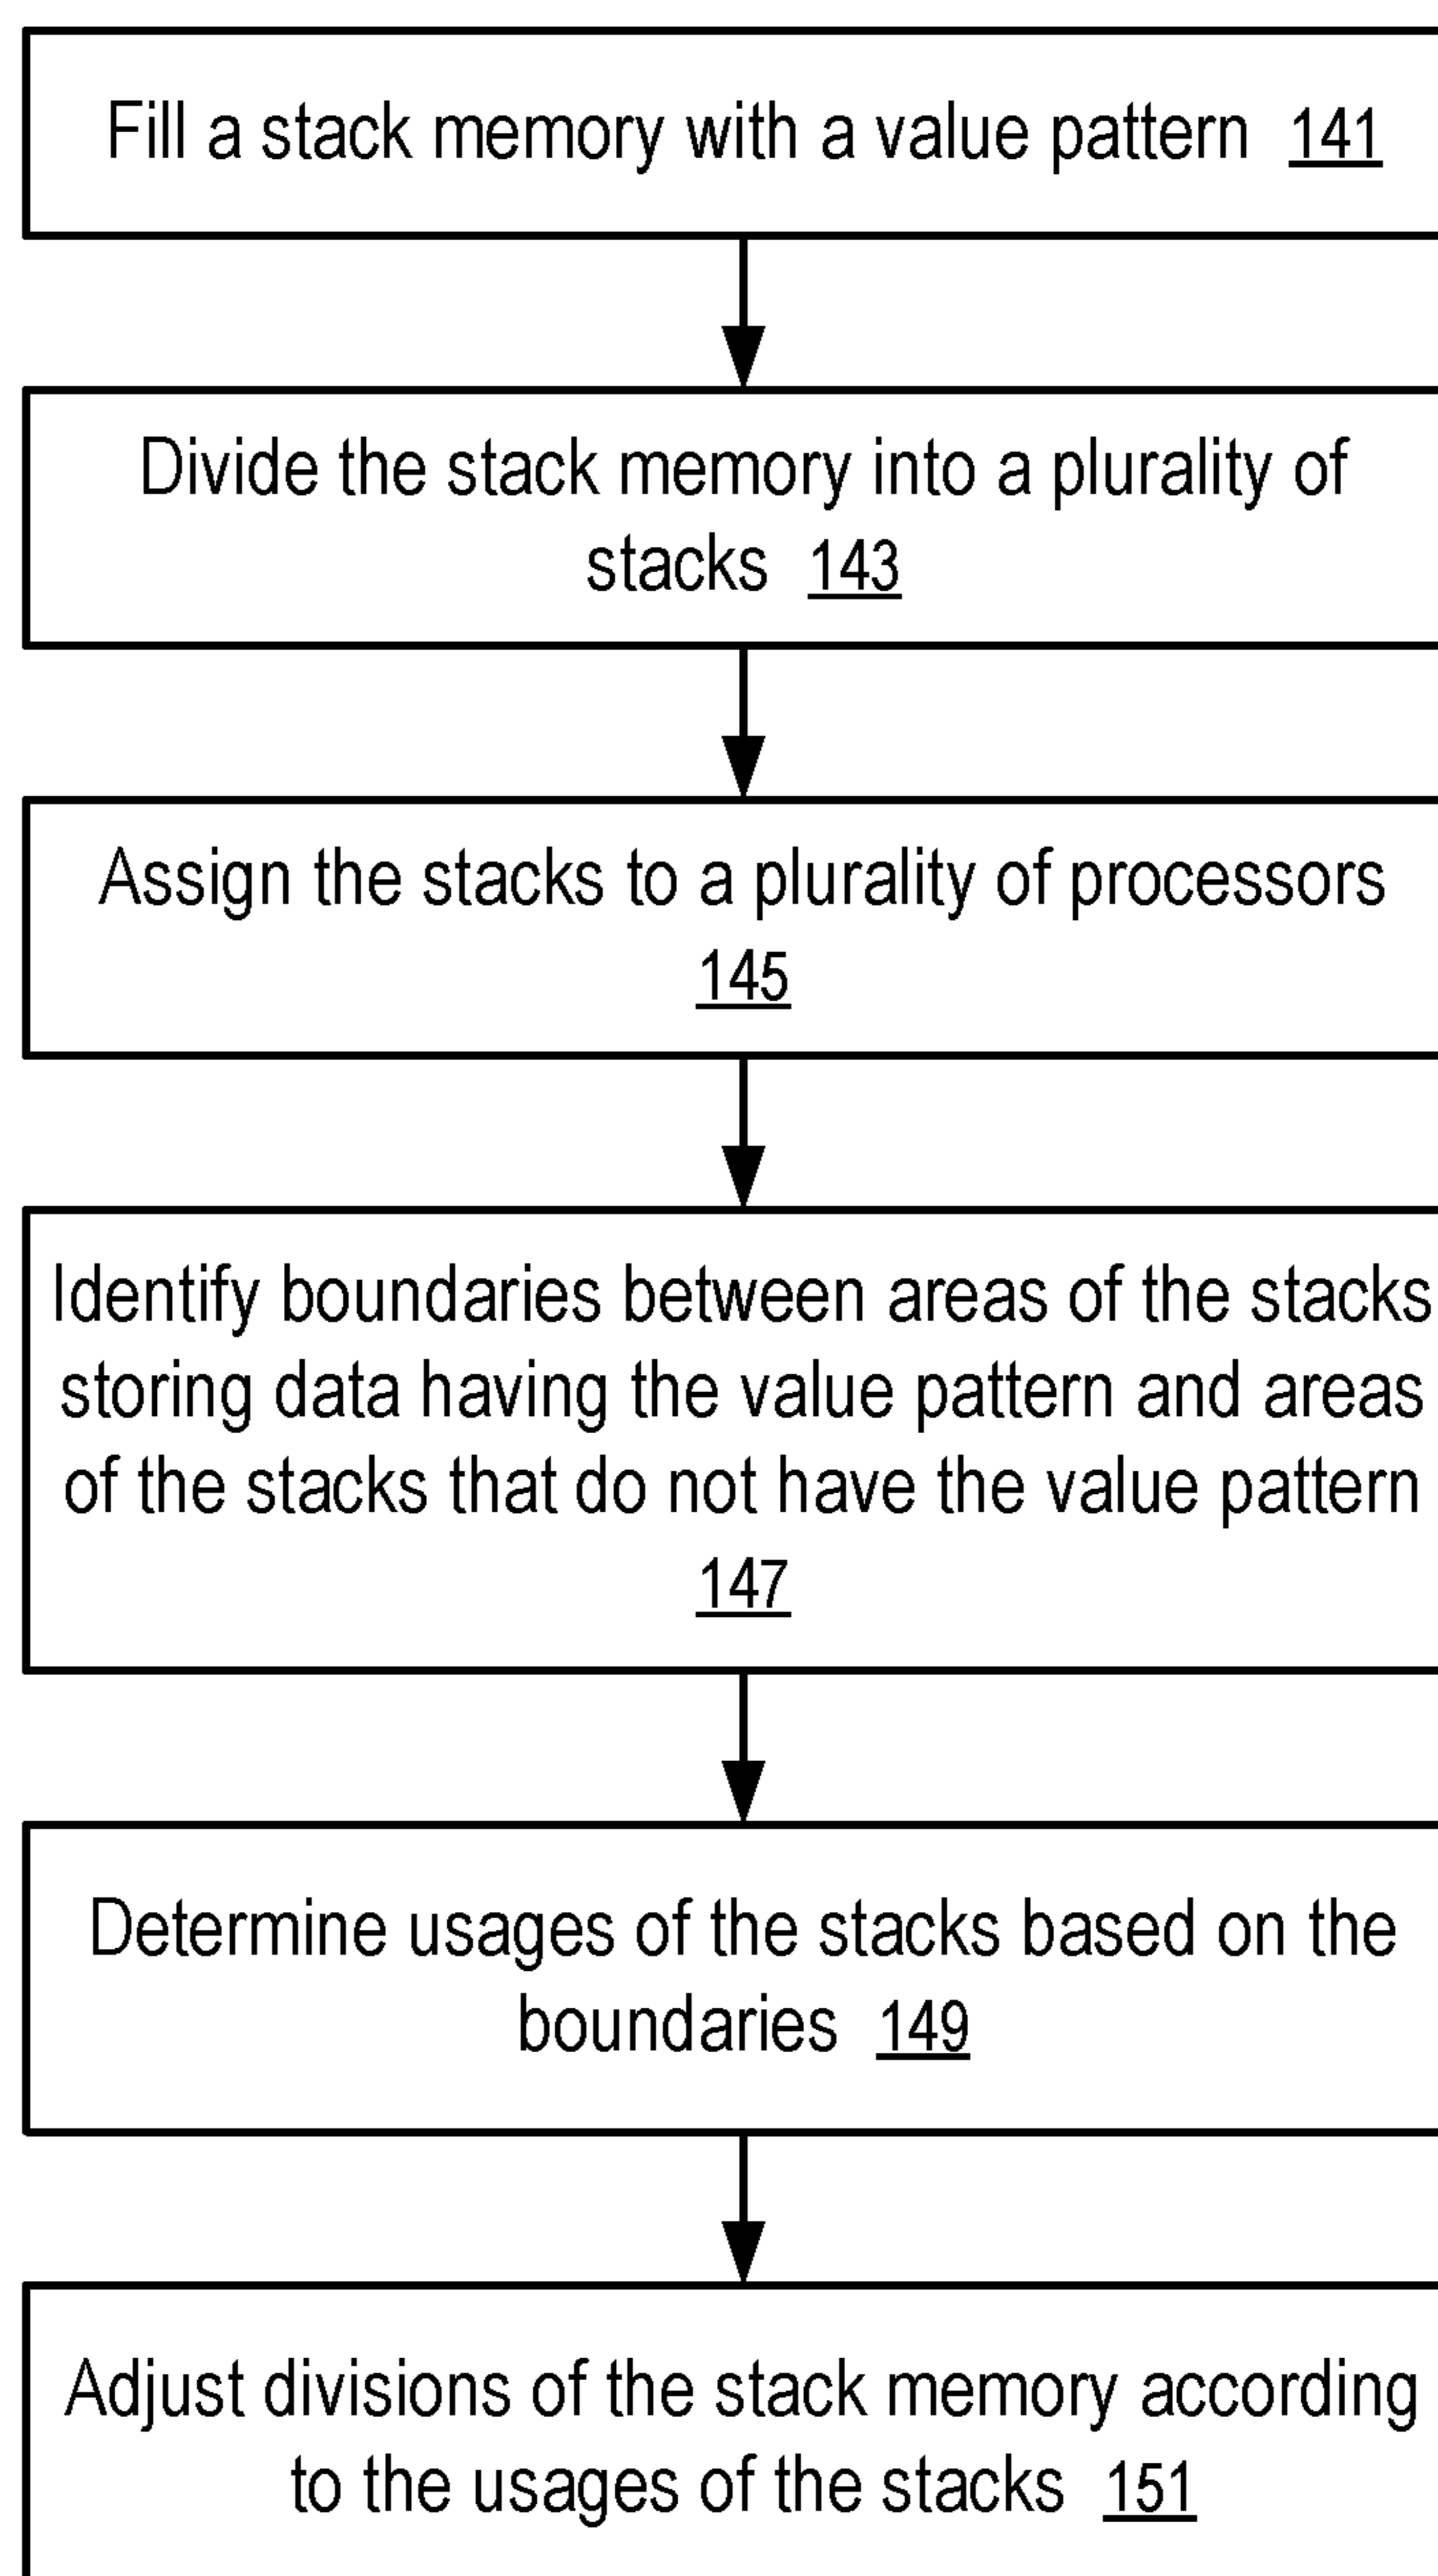 Fill a stack memory with a value pattern 141
Divide the stack memory into a plurality of
stacks 143
Assign the stacks to a plurality of processors
145
Identify boundaries between areas of the stacks
storing data having the value pattern and areas
of the stacks that do not have the value pattern
147
Determine usages of the stacks based on the
boundaries 149
Adjust divisions of the stack memory according
to the usages of the stacks 151